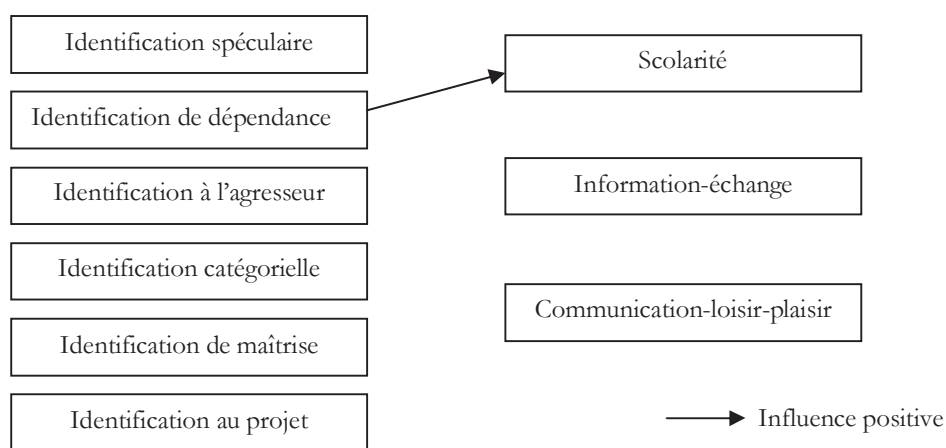 Identification spéculaire
Identification de dépendance
Identification à l'agresseur
Identification catégorielle
Identification de maîtrise
Identification au projet
Scolarité
Information-échange
Communication-loisir-plaisir
Influence positive